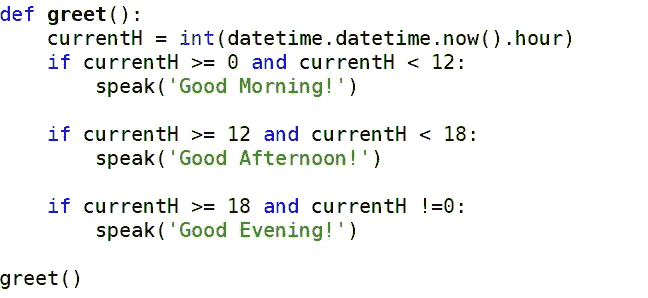 def greet():
    currentH = int(datetime.datetime.now().hour)
    if currentH >= 0 and currentH < 12:
        speak('Good Morning!')

    if currentH >= 12 and currentH < 18:
        speak('Good Afternoon!')

    if currentH >= 18 and currentH !=0:
        speak('Good Evening!')

greet()